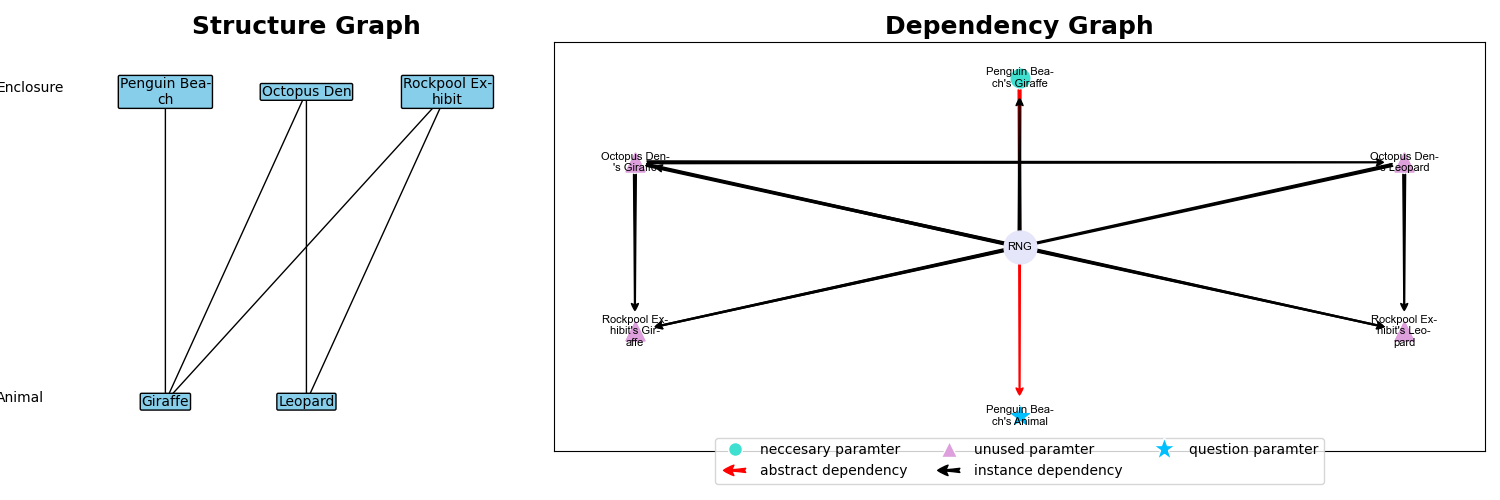 Structure Graph
Enclosure
Penguin Bea-
ch
Octopus Den
Rockpool Ex-
hibit
Animal
Giraffe
Leopard
Dependency Graph
Penguin Bea-
ch's Giraffe
Octopus Den-
's Giraffe
Octopus Den-
's Leopard
RNG
Rockpool Ex-
hibit's Gir-
affe
Rockpool Ex-
hibit's Leo-
pard
Penguin Bea-
ch's Animal
neccesary paramter
unused paramter
question paramter
abstract dependency
instance dependency